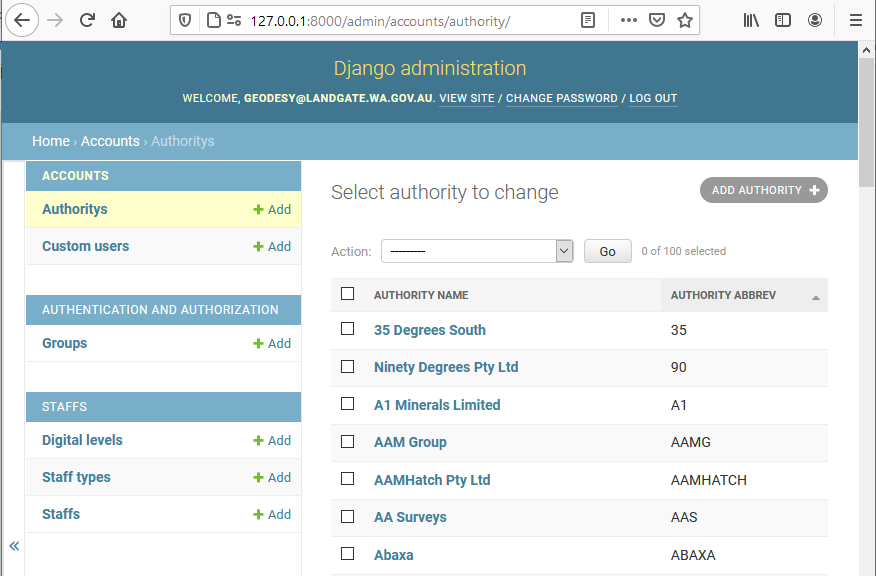 127.0.0.1:8000/admin/accounts/authority/
Django administration
WELCOME, GEODESY@LANDGATE.WA.GOV.AU. VIEW SITE / CHANGE PASSWORD / LOG OUT
Home › Accounts › Authoritys
ACCOUNTS
Authoritys + Add
Custom users + Add
AUTHENTICATION AND AUTHORIZATION
Groups + Add
STAFFS
Digital levels + Add
Staff types + Add
Staffs + Add
«
Select authority to change
ADD AUTHORITY +
Action: --------- Go 0 of 100 selected
AUTHORITY NAME AUTHORITY ABBREV
35 Degrees South 35
Ninety Degrees Pty Ltd 90
A1 Minerals Limited A1
AAM Group AAMG
AAMHatch Pty Ltd AAMHATCH
AA Surveys AAS
Abaxa ABAXA